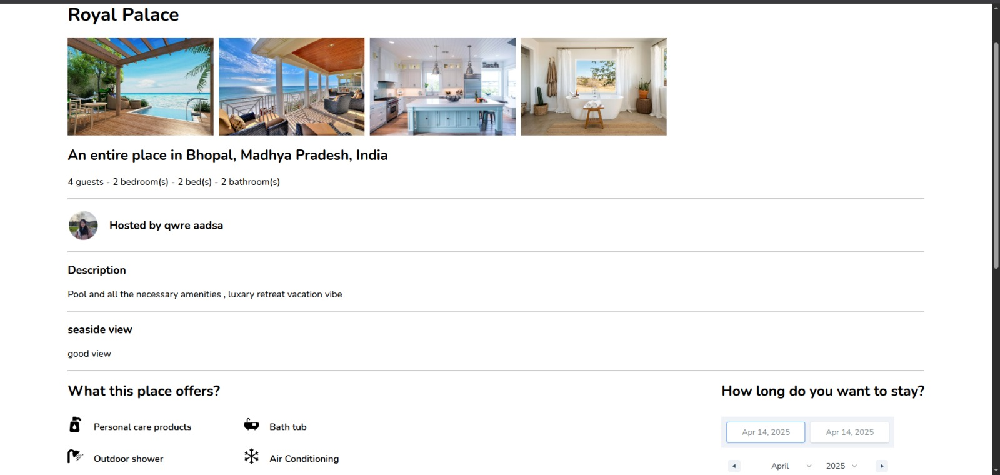 Royal Palace
An entire place in Bhopal, Madhya Pradesh, India
4 guests - 2 bedroom(s) - 2 bed(s) - 2 bathroom(s)
Hosted by qwre aadsa
Description
Pool and all the necessary amenities , luxary retreat vacation vibe
seaside view
good view
What this place offers?
Personal care products
Bath tub
Outdoor shower
Air Conditioning
How long do you want to stay?
Apr 14, 2025
Apr 14, 2025
April
2025